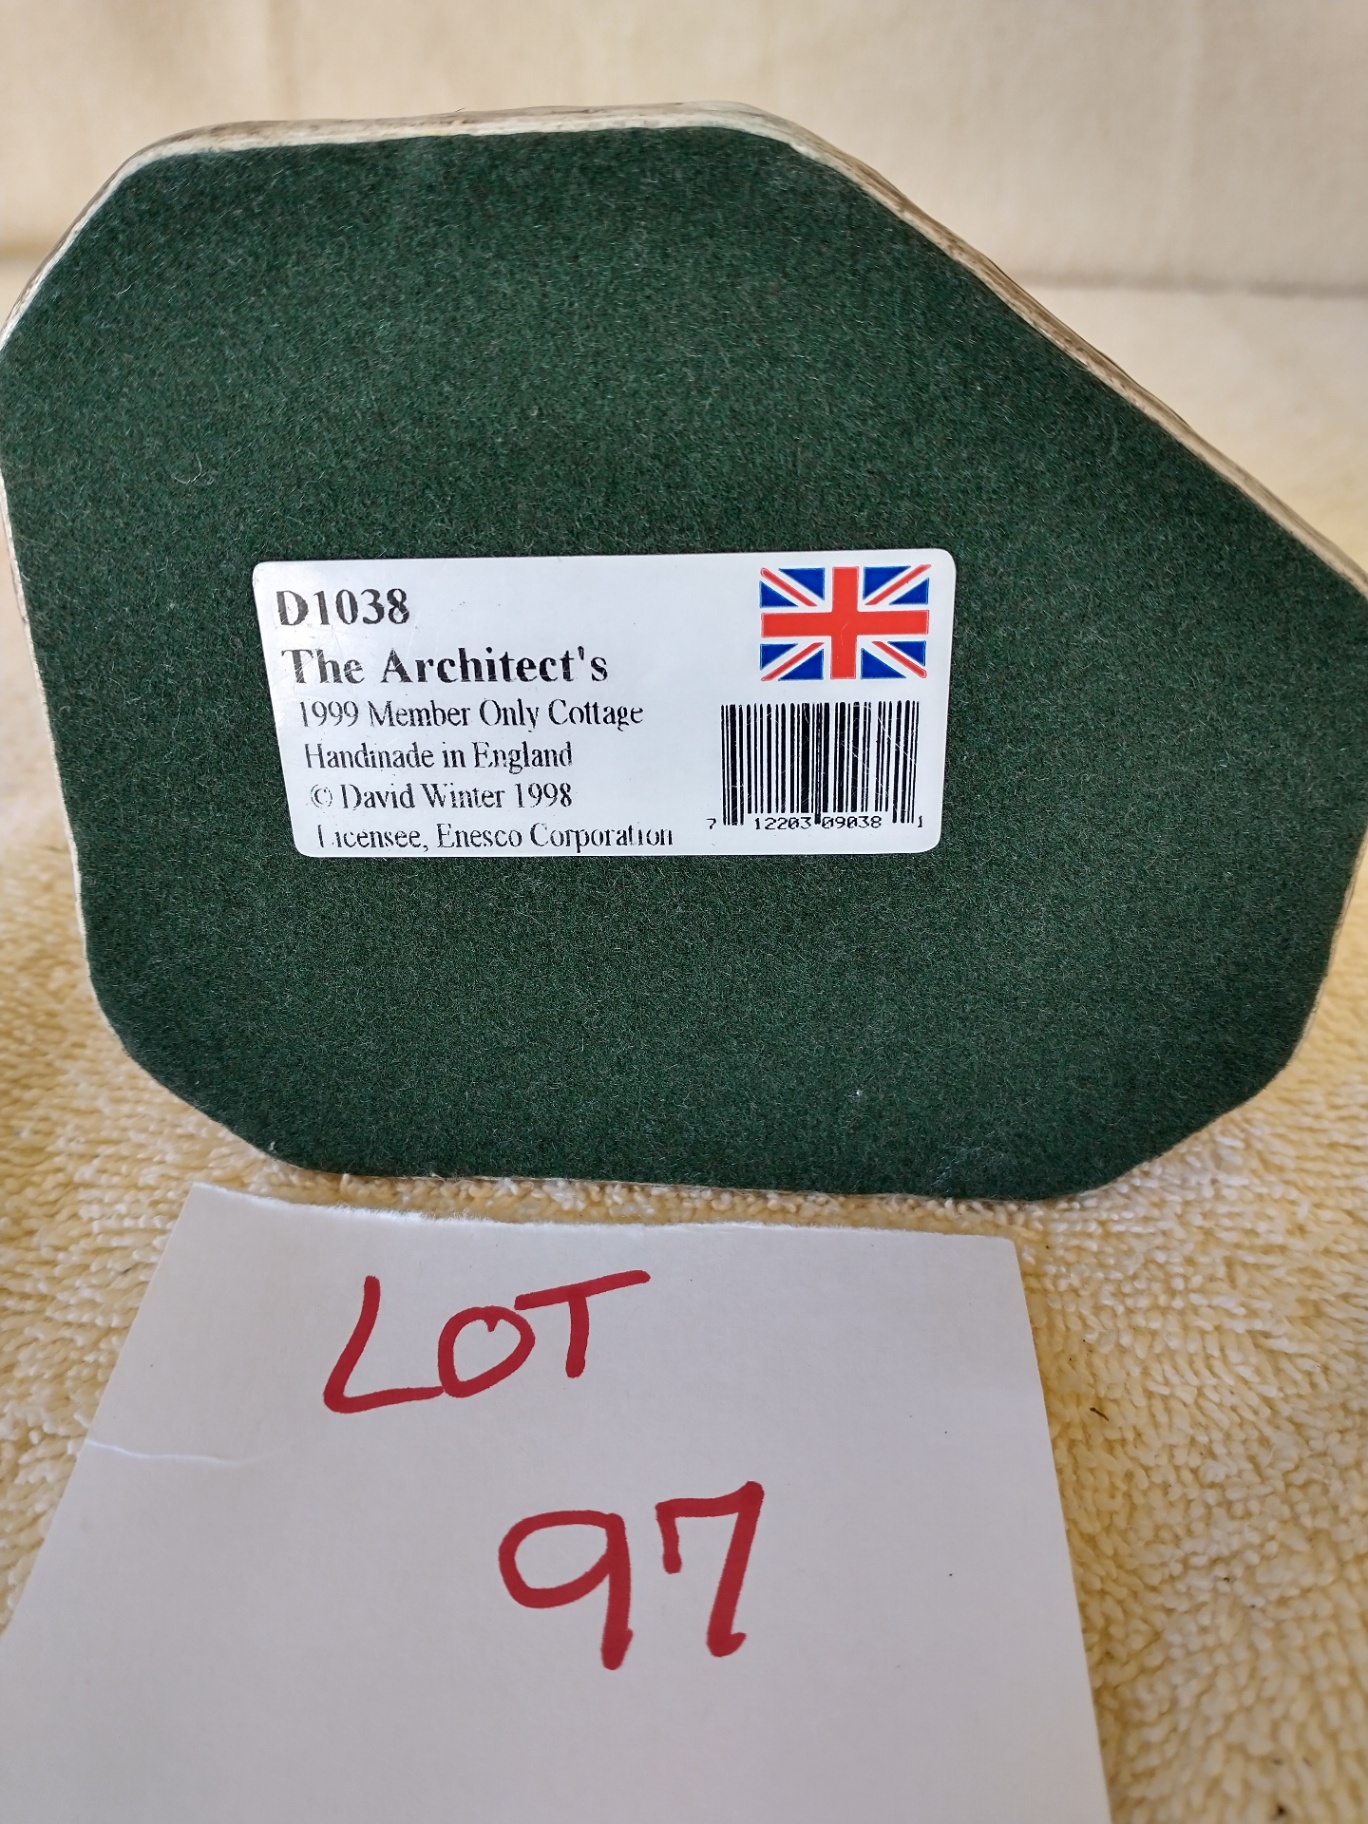 D1038
The Architect's
1999 Member Only Cottage
Handmade in England
© David Winter 1998
Licensee, Enesco Corporation
7 12203 09038 1
LOT
97